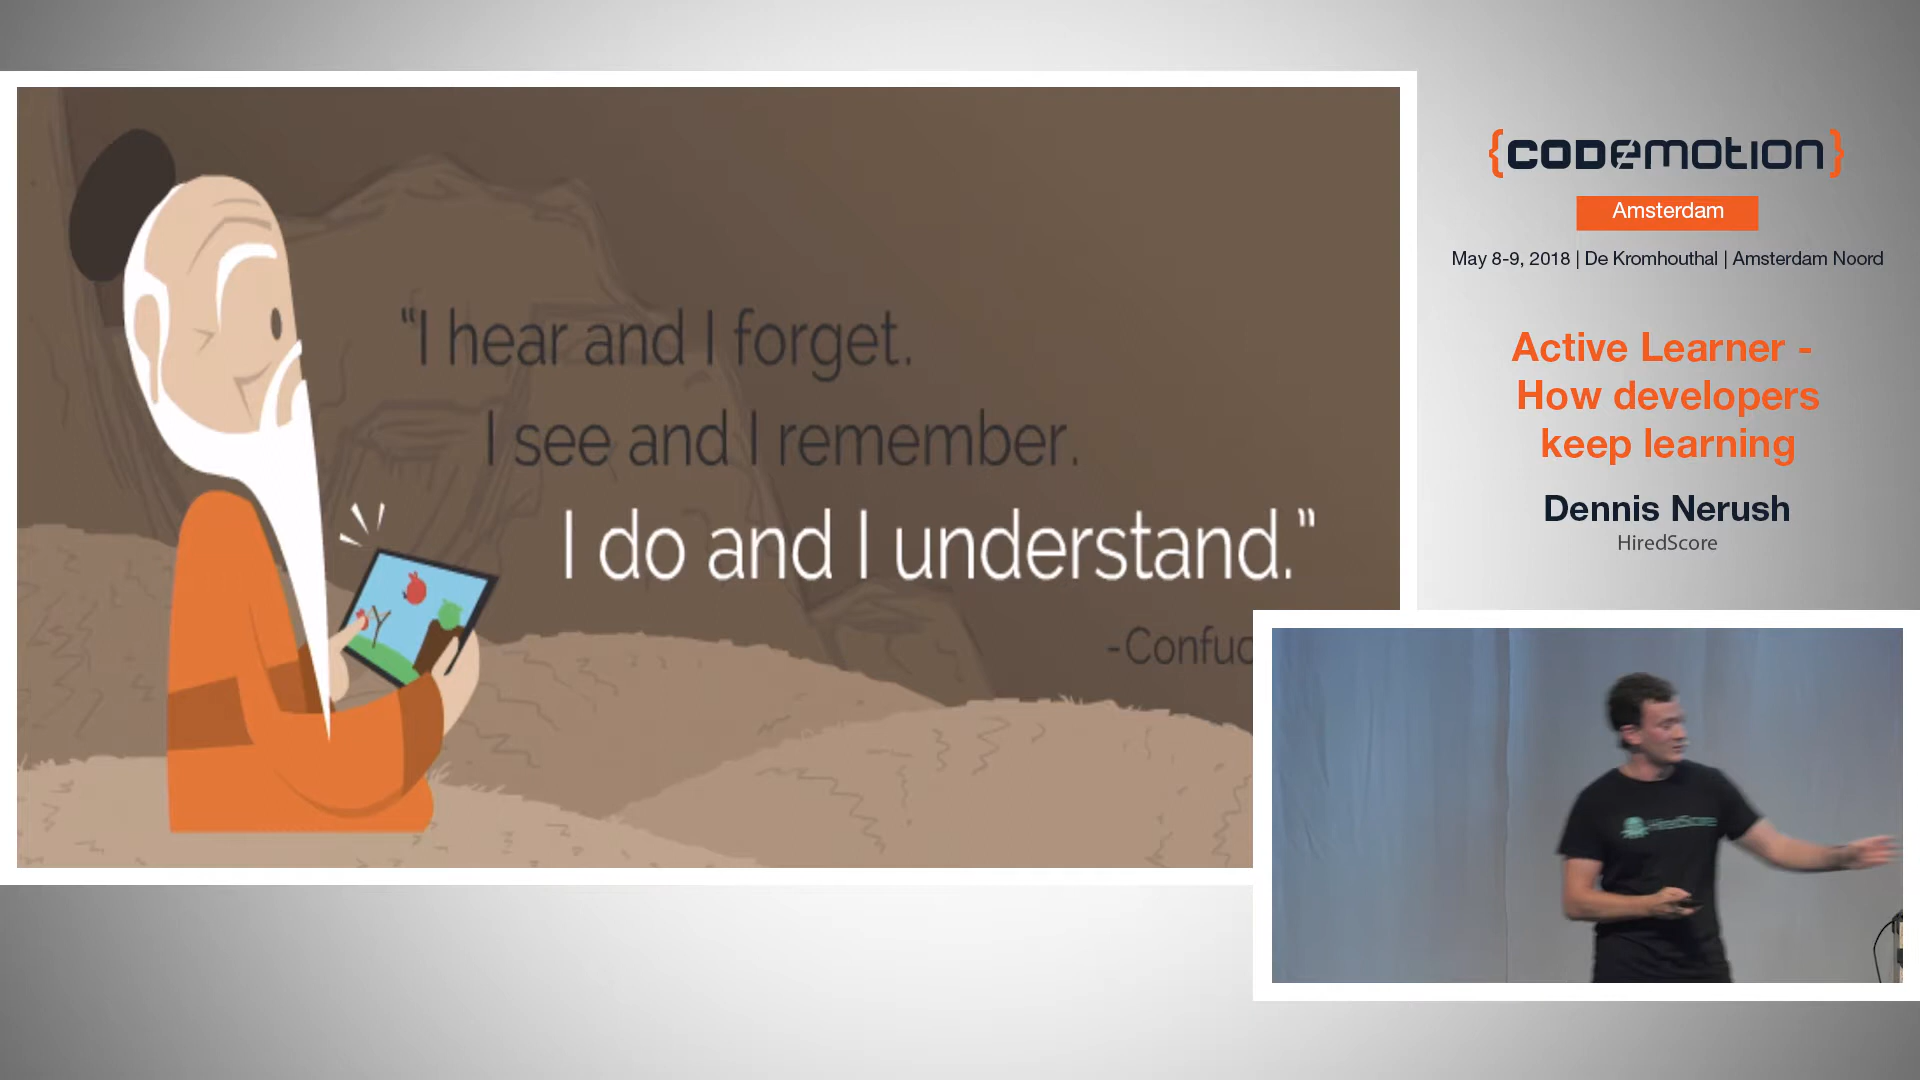 “I hear and I forget.
I see and I remember.
I do and I understand.”
-Confuc
{CODEMOTION}
Amsterdam
May 8-9, 2018 | De Kromhouthal | Amsterdam Noord
Active Learner -
How developers
keep learning
Dennis Nerush
HiredScore
HiredScore